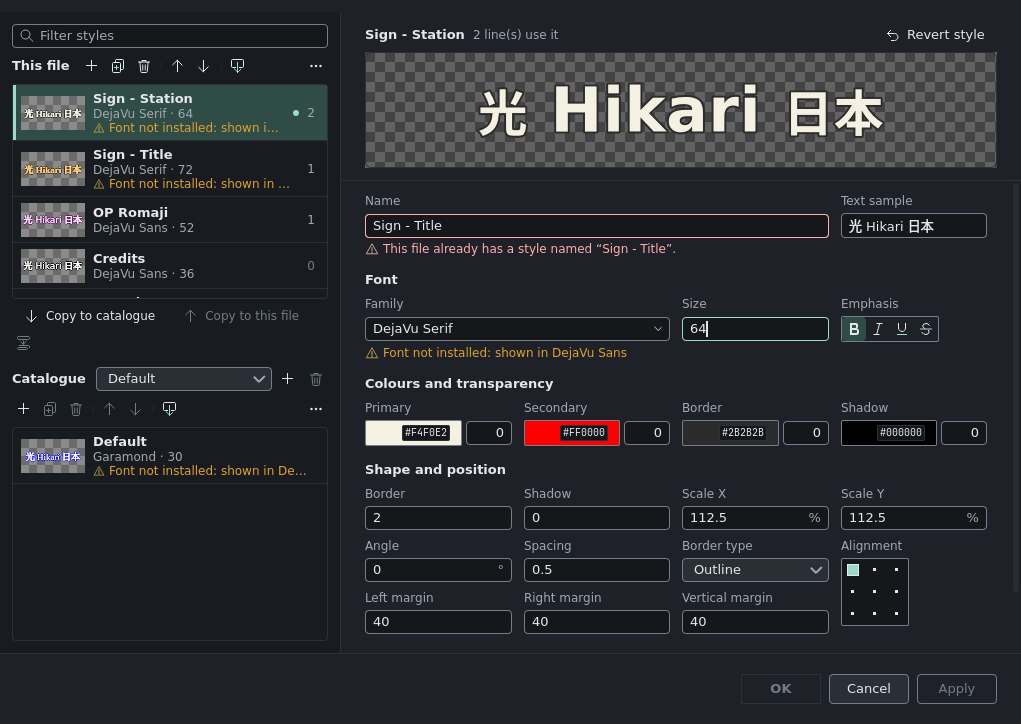 Filter styles
This file
光 Hikari 日本
Sign - Station
DejaVu Serif · 64
Font not installed: shown i...
2
光 Hikari 日本
Sign - Title
DejaVu Serif · 72
Font not installed: shown in ...
1
光 Hikari 日本
OP Romaji
DejaVu Sans · 52
1
光 Hikari 日本
Credits
DejaVu Sans · 36
0
Copy to catalogue
Copy to this file
Catalogue
Default
光 Hikari 日本
Default
Garamond · 30
Font not installed: shown in De...
Sign - Station 2 line(s) use it
Revert style
光 Hikari 日本
Name
Text sample
Sign - Title
光 Hikari 日本
This file already has a style named “Sign - Title”.
Font
Family
Size
Emphasis
DejaVu Serif
64
B I U S
Font not installed: shown in DejaVu Sans
Colours and transparency
Primary
Secondary
Border
Shadow
#F4F0E2 0
#FF0000 0
#2B2B2B 0
#000000 0
Shape and position
Border
Shadow
Scale X
Scale Y
2
0
112.5 %
112.5 %
Angle
Spacing
Border type
Alignment
0 °
0.5
Outline
Left margin
Right margin
Vertical margin
40
40
40
OK
Cancel
Apply